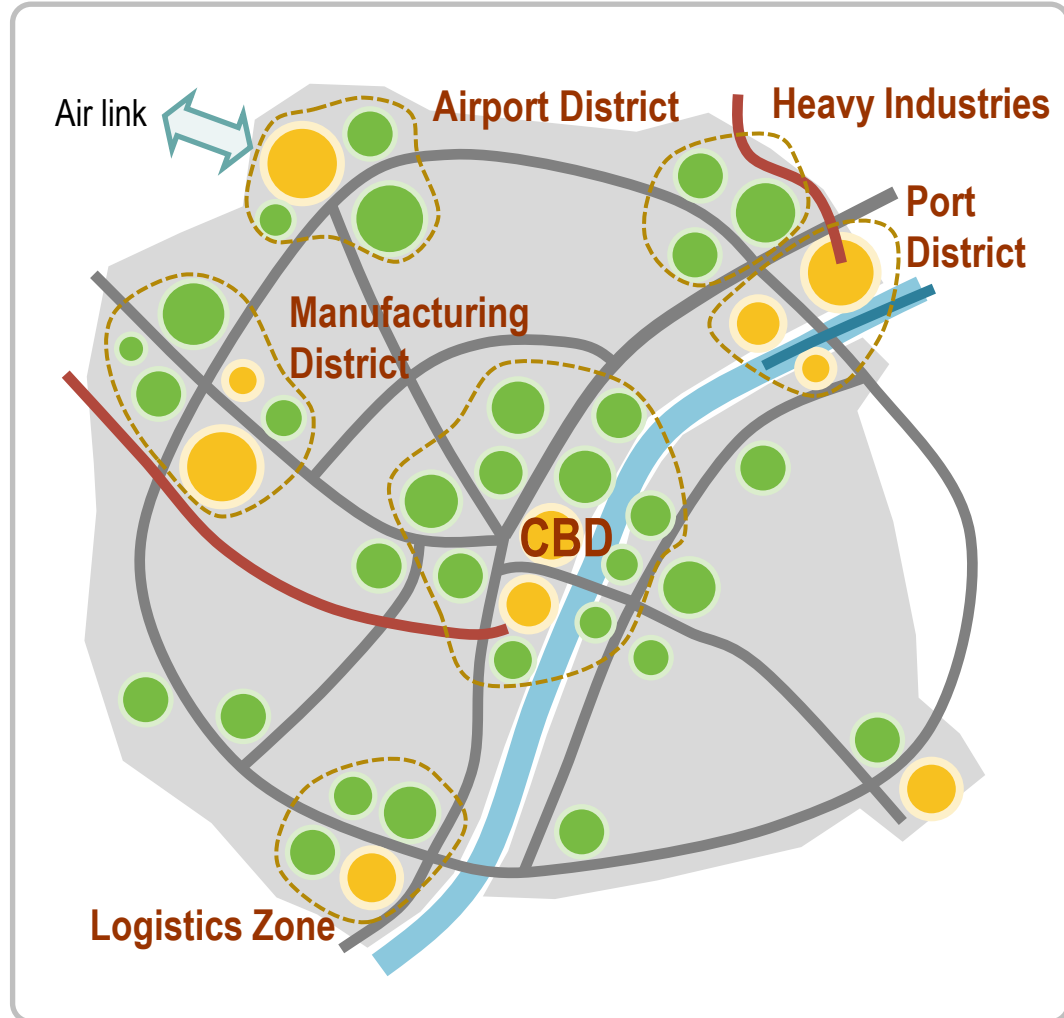 Air link
Airport District
Heavy Industries
Port
District
Manufacturing
District
CBD
Logistics Zone